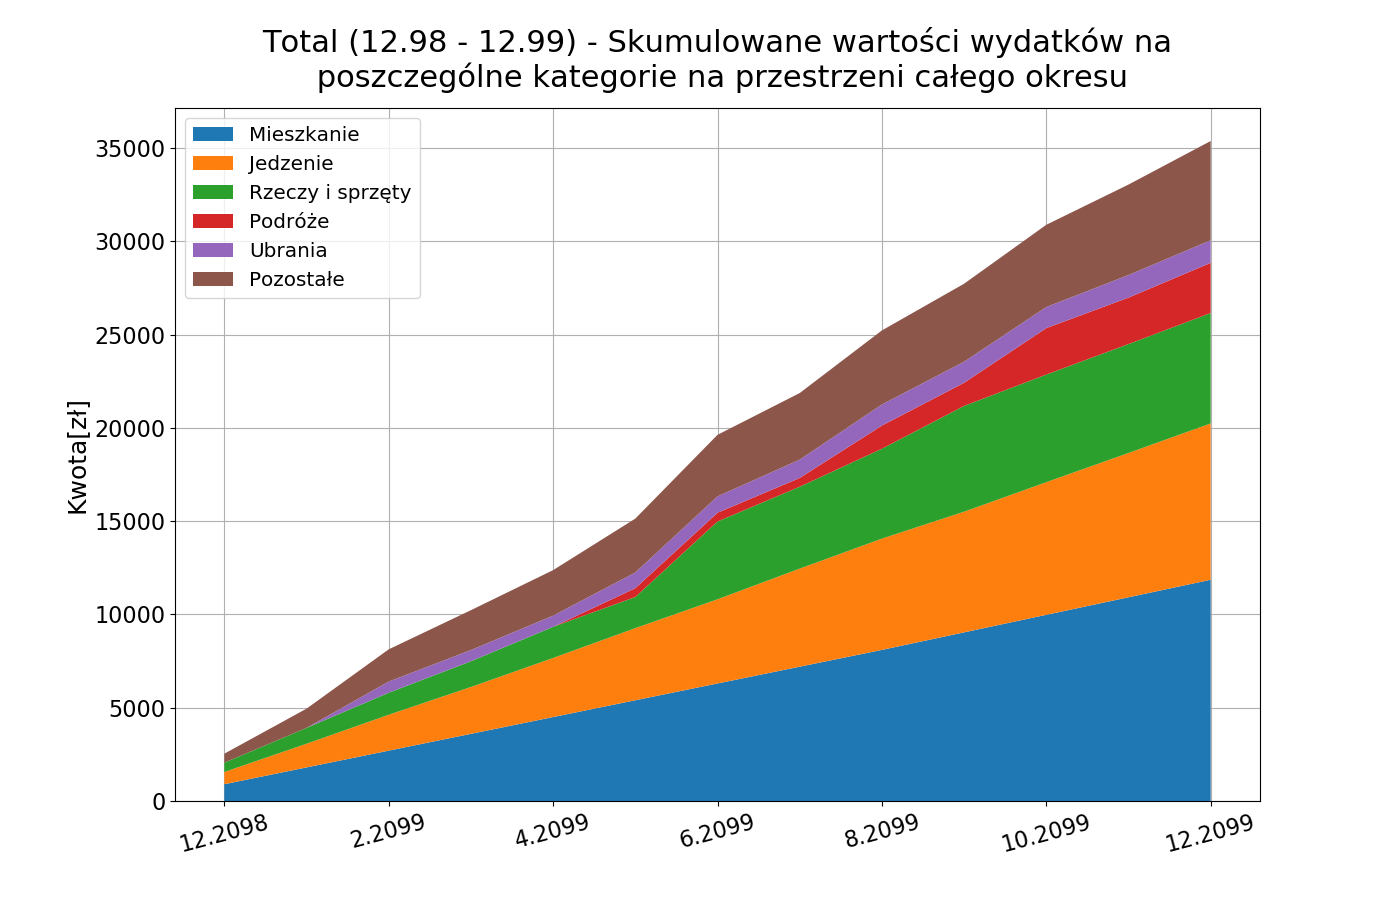 Total (12.98 - 12.99) - Skumulowane wartości wydatków na
poszczególne kategorie na przestrzeni całego okresu
Mieszkanie
Jedzenie
Rzeczy i sprzęty
Podróże
Ubrania
Pozostałe
Kwota[zł]
35000
30000
25000
20000
15000
10000
5000
0
12.2098
2.2099
4.2099
6.2099
8.2099
10.2099
12.2099